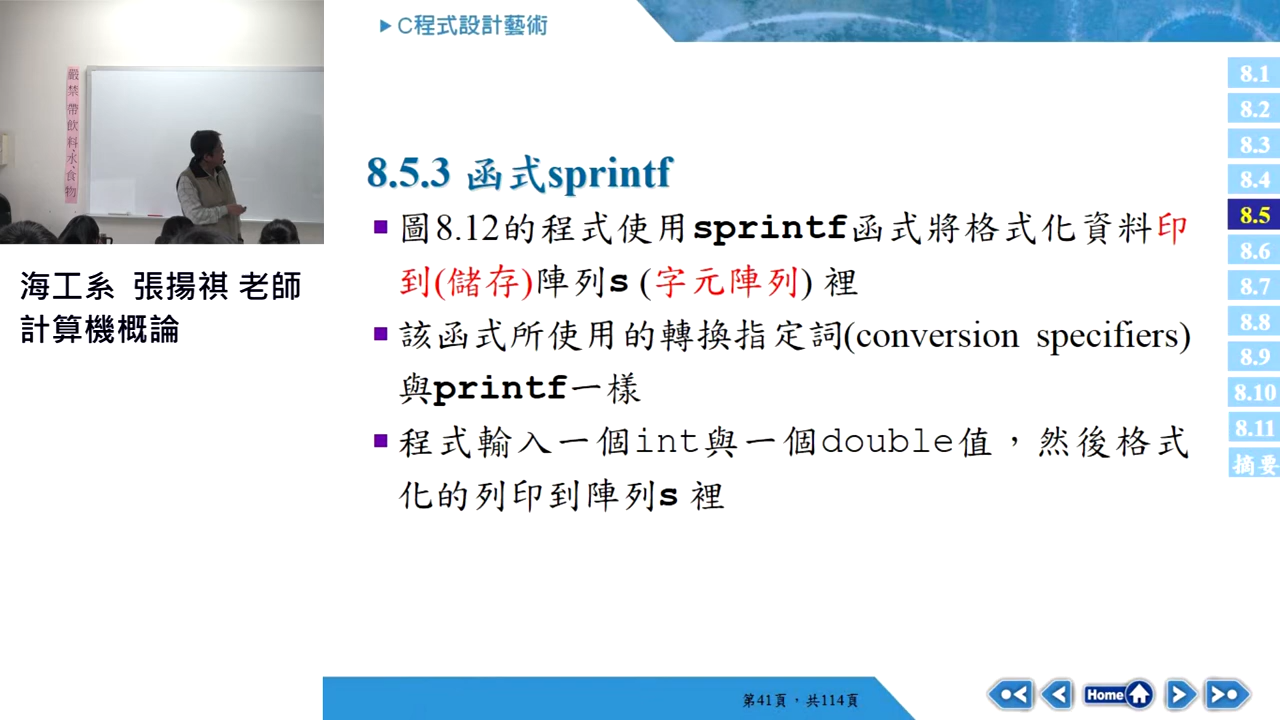 C程式設計藝術
嚴禁帶飲料、水、食物
海工系 張揚祺 老師
計算機概論
8.5.3 函式sprintf
圖8.12的程式使用sprintf函式將格式化資料印
到(儲存)陣列s (字元陣列) 裡
該函式所使用的轉換指定詞(conversion specifiers)
與printf一樣
程式輸入一個int與一個double值，然後格式
化的列印到陣列s 裡
8.1
8.2
8.3
8.4
8.5
8.6
8.7
8.8
8.9
8.10
8.11
摘要
第41頁，共114頁
Home